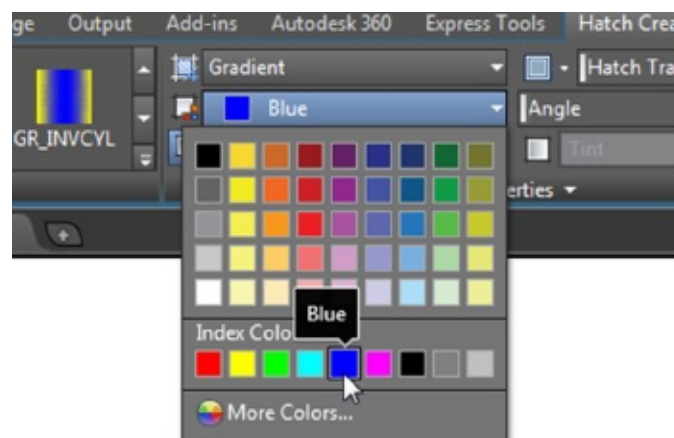 ge Output Add-ins Autodesk 360 Express Tools Hatch Crea
Gradient Hatch Tra
Blue Angle
GR_INVCYL Tint
erties
Blue
Index Colo
More Colors...